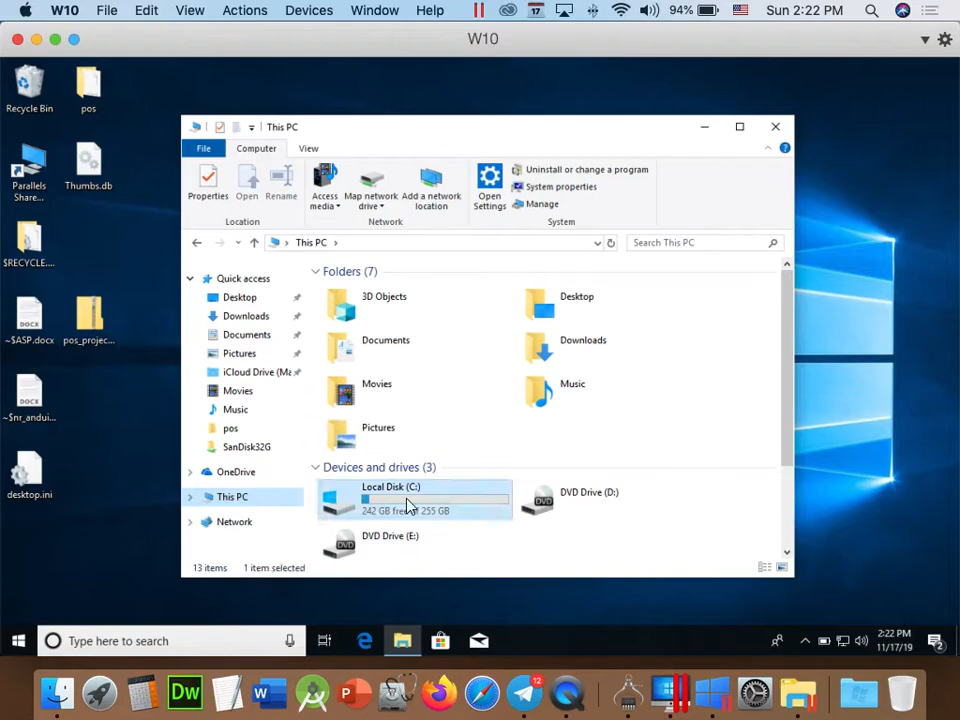 W10 File Edit View Actions Devices Window Help 17 94% Sun 2:22 PM
W10
Recycle Bin
pos
Parallels
Share...
Thumbs.db
$RECYCLE....
~$ASP.docx
pos_projec...
~$nr_andui...
desktop.ini
This PC
File Computer View
Properties
Open
Rename
Access
media
Map network
drive
Add a network
location
Open
Settings
Uninstall or change a program
System properties
Manage
Location
Network
System
This PC
Search This PC
Quick access
Desktop
Downloads
Documents
Pictures
iCloud Drive (Ma
Movies
Music
pos
SanDisk32G
OneDrive
This PC
Network
Folders (7)
3D Objects
Desktop
Documents
Downloads
Movies
Music
Pictures
Devices and drives (3)
Local Disk (C:)
242 GB free of 255 GB
DVD Drive (D:)
DVD
DVD Drive (E:)
DVD
13 items 1 item selected
Type here to search
2:22 PM
11/17/19
2
Dw
W
P
12